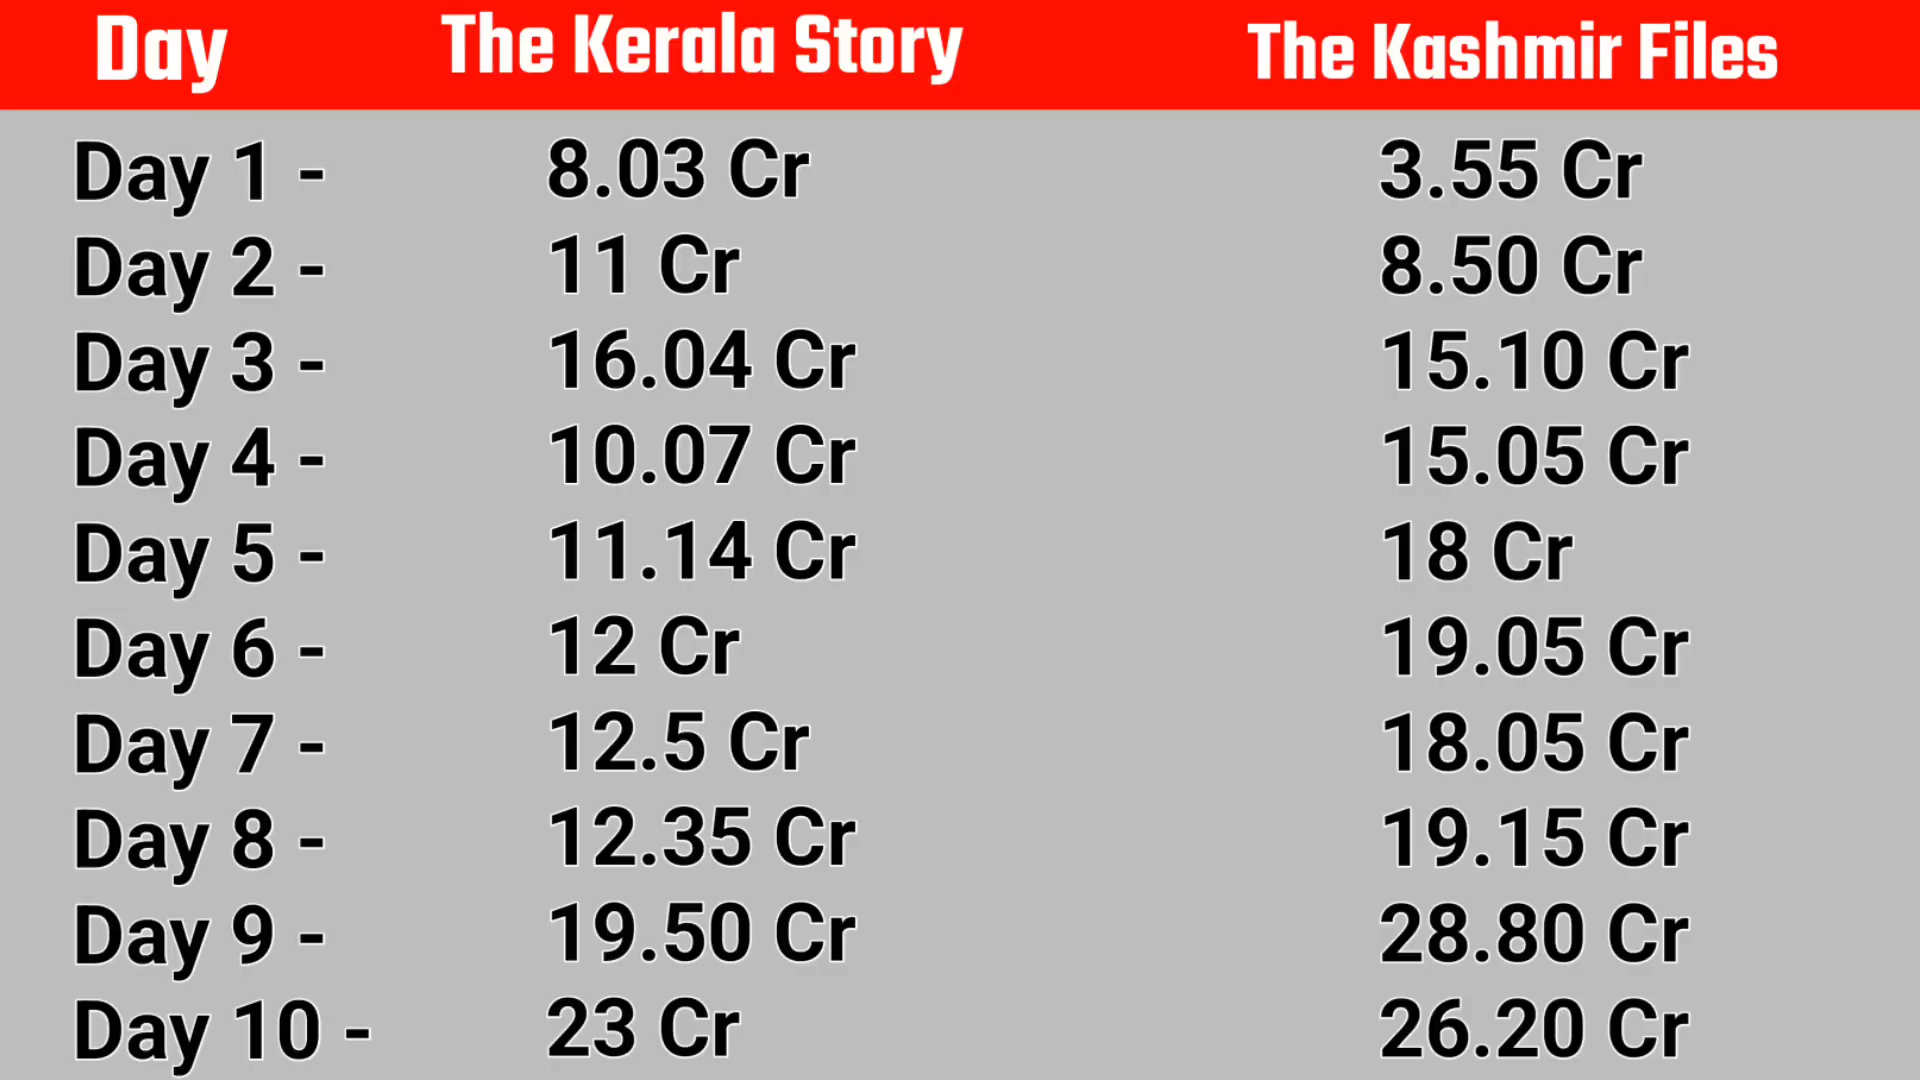 Day The Kerala Story The Kashmir Files
Day 1 - 8.03 Cr 3.55 Cr
Day 2 - 11 Cr 8.50 Cr
Day 3 - 16.04 Cr 15.10 Cr
Day 4 - 10.07 Cr 15.05 Cr
Day 5 - 11.14 Cr 18 Cr
Day 6 - 12 Cr 19.05 Cr
Day 7 - 12.5 Cr 18.05 Cr
Day 8 - 12.35 Cr 19.15 Cr
Day 9 - 19.50 Cr 28.80 Cr
Day 10 - 23 Cr 26.20 Cr